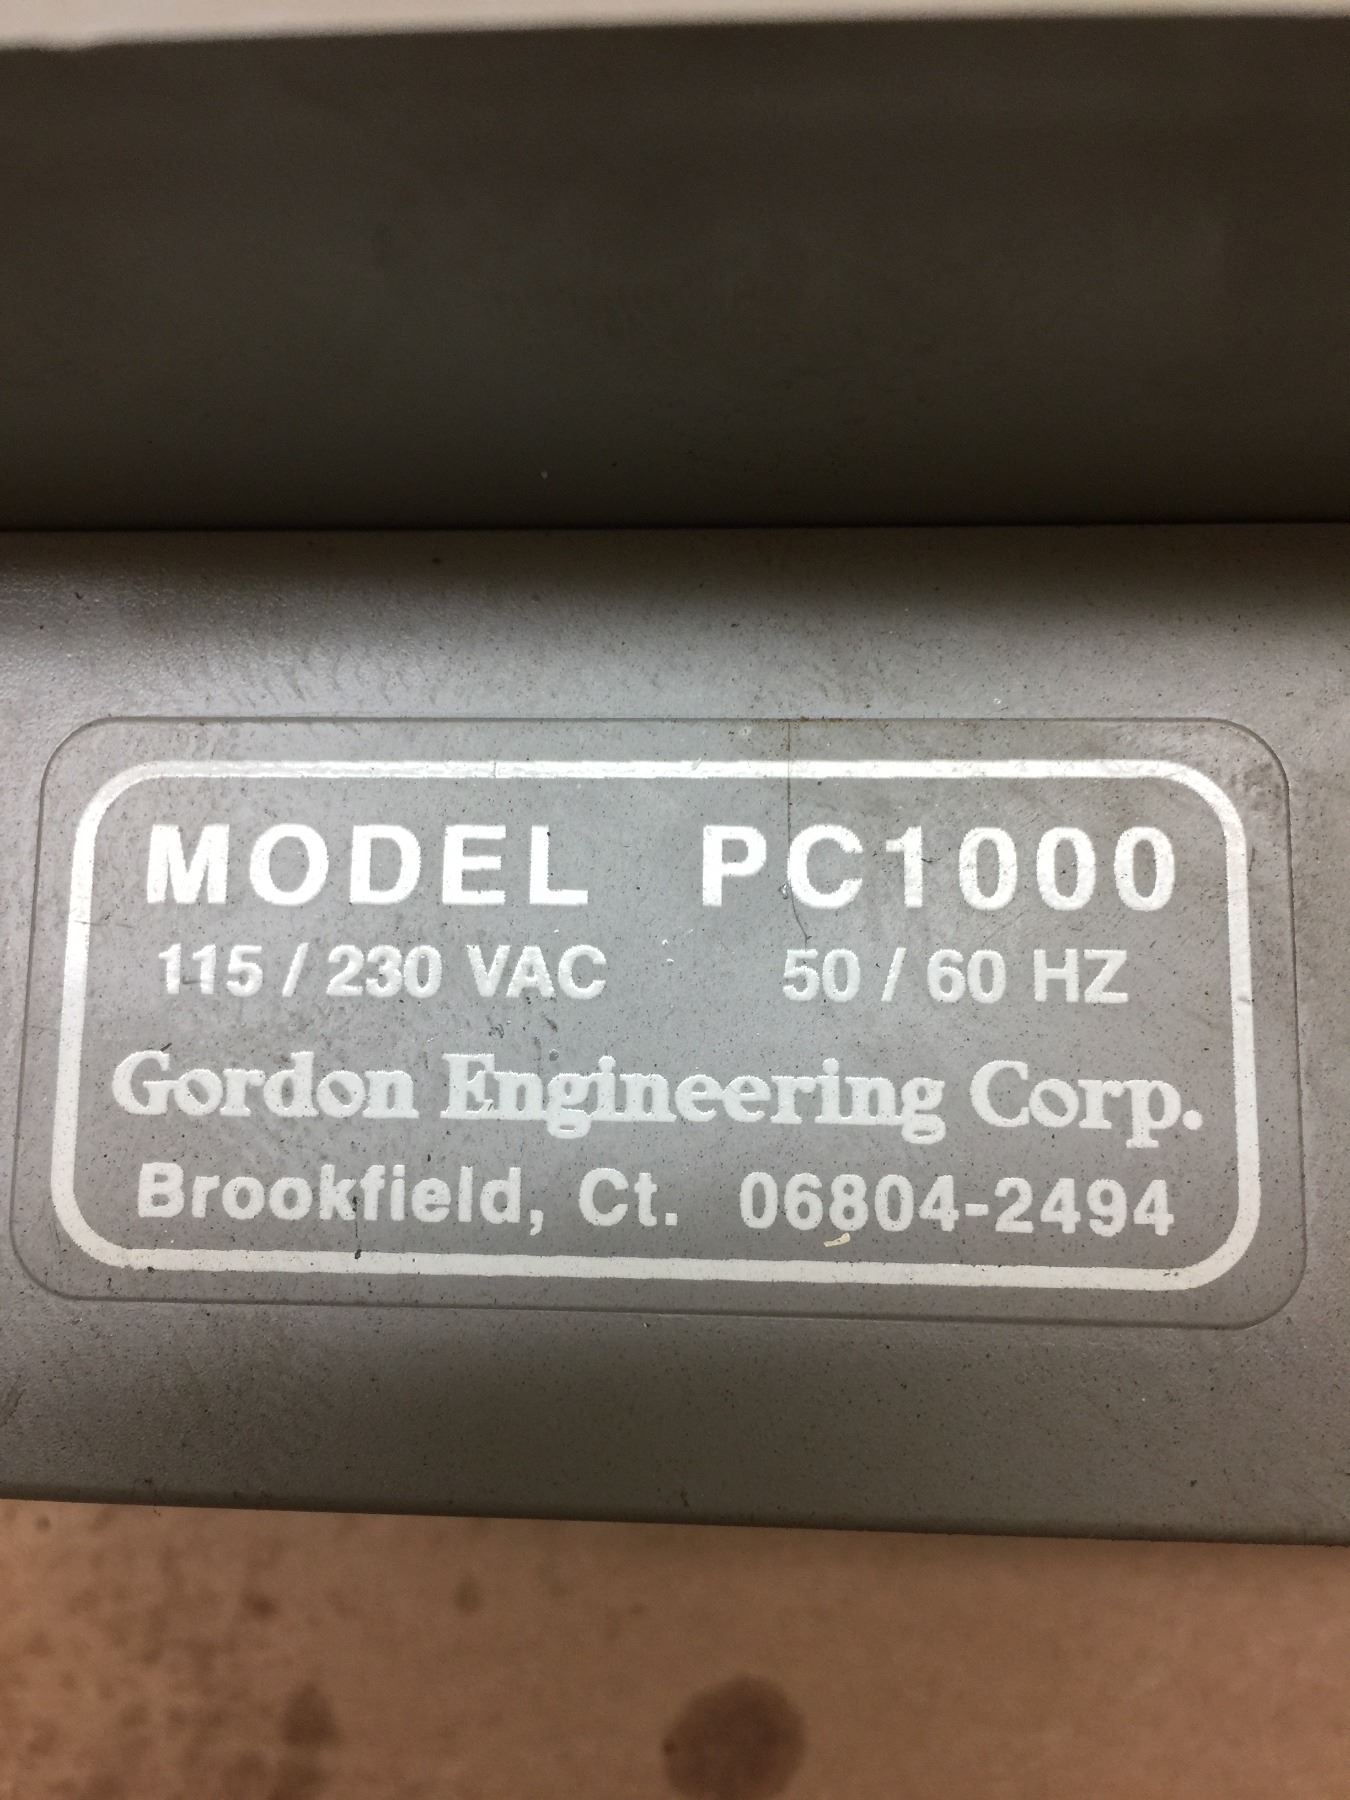 MODEL PC1000
115 / 230 VAC 50 / 60 HZ
Gordon Engineering Corp.
Brookfield, Ct. 06804-2494